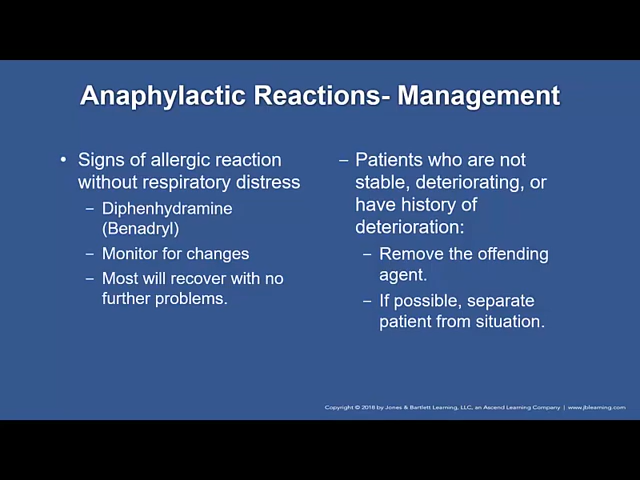 Anaphylactic Reactions- Management
• Signs of allergic reaction
without respiratory distress
– Diphenhydramine
(Benadryl)
– Monitor for changes
– Most will recover with no
further problems.
– Patients who are not
stable, deteriorating, or
have history of
deterioration:
– Remove the offending
agent.
– If possible, separate
patient from situation.
Copyright © 2018 by Jones & Bartlett Learning, LLC, an Ascend Learning Company | www.jblearning.com